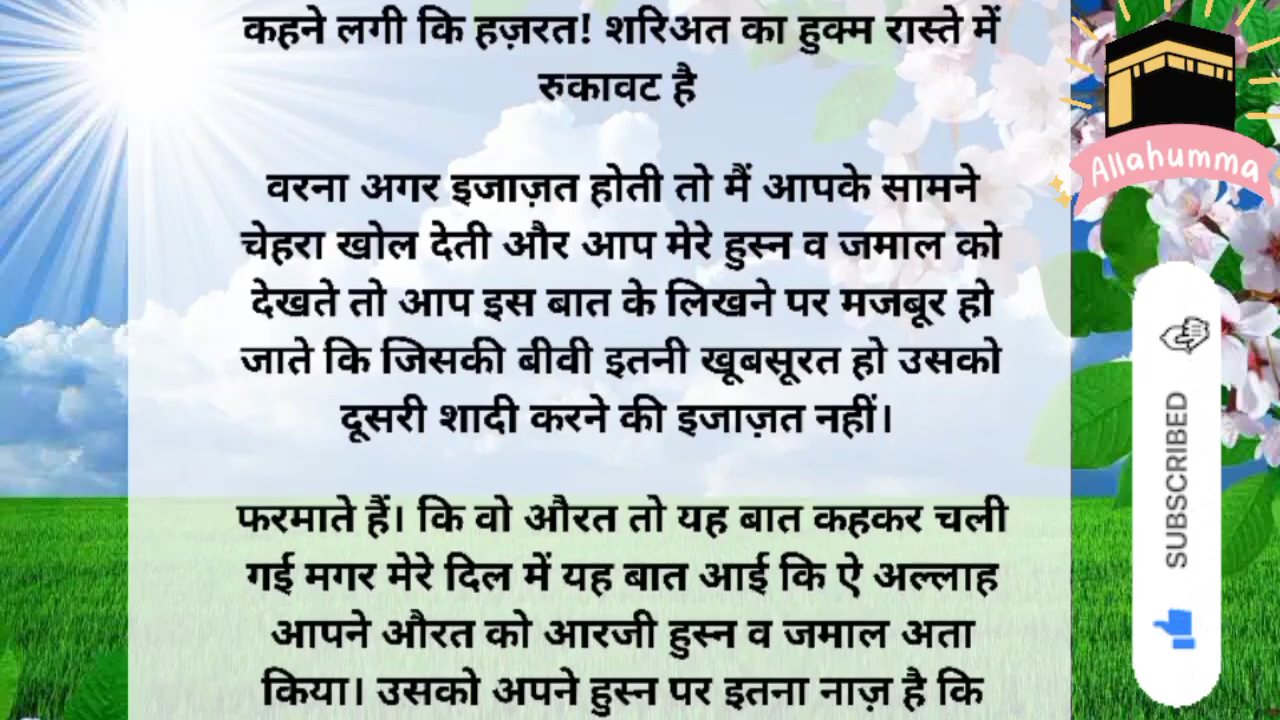 कहने लगी कि हज़रत! शरिअत का हुक्म रास्ते में
रुकावट है
वरना अगर इजाज़त होती तो मैं आपके सामने
चेहरा खोल देती और आप मेरे हुस्न व जमाल को
देखते तो आप इस बात के लिखने पर मजबूर हो
जाते कि जिसकी बीवी इतनी खूबसूरत हो उसको
दूसरी शादी करने की इजाज़त नहीं।
फरमाते हैं। कि वो औरत तो यह बात कहकर चली
गई मगर मेरे दिल में यह बात आई कि ऐ अल्लाह
आपने औरत को आरजी हुस्न व जमाल अता
किया। उसको अपने हुस्न पर इतना नाज़ है कि
Allahumma
SUBSCRIBED